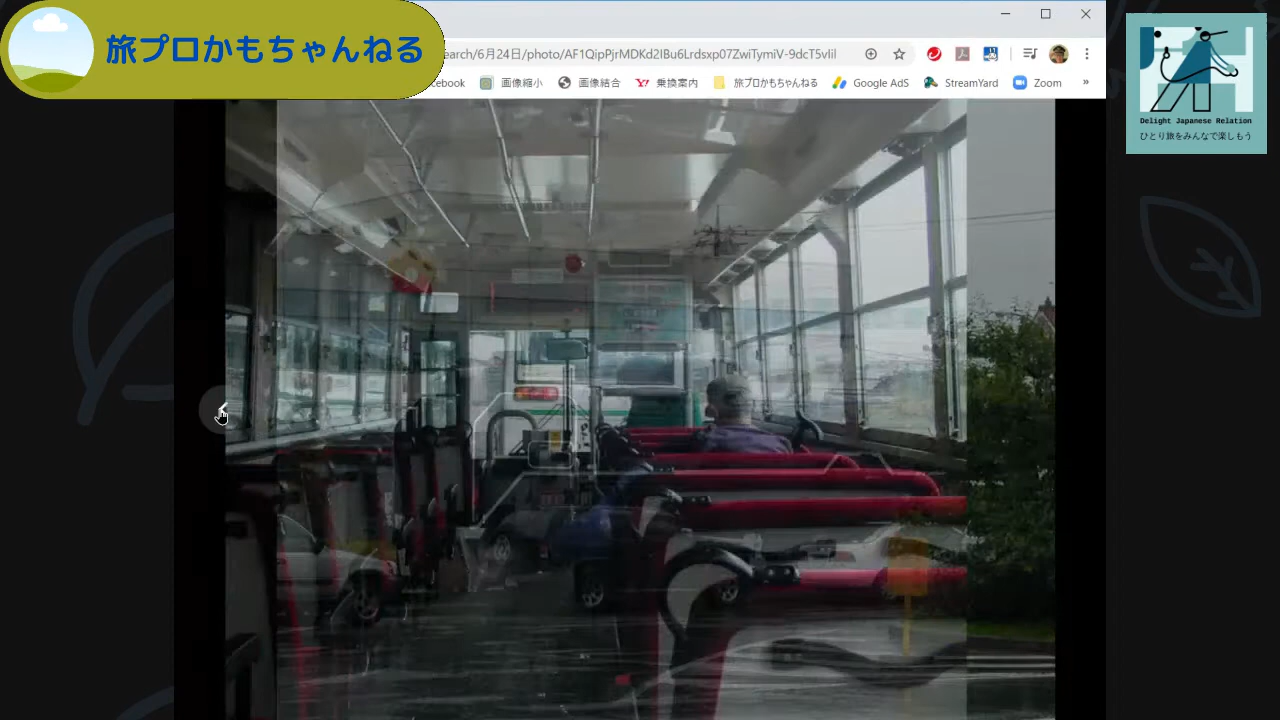 旅プロかもちゃんねる
earch/6月24日/photo/AF1QipPjrMDKd2IBu6Lrdsxp07ZwiTymiV-9dcT5vIiI
cebook 画像縮小 画像結合 Y! 乗換案内 旅プロかもちゃんねる Google AdS StreamYard Zoom »
Delight Japanese Relation
ひとり旅をみんなで楽しもう